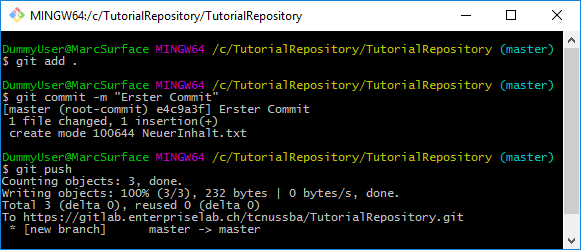 MINGW64:/c/TutorialRepository/TutorialRepository
DummyUser@MarcSurface MINGW64 /c/TutorialRepository/TutorialRepository (master)
$ git add .
DummyUser@MarcSurface MINGW64 /c/TutorialRepository/TutorialRepository (master)
$ git commit -m "Erster Commit"
[master (root-commit) e4c9a3f] Erster Commit
1 file changed, 1 insertion(+)
create mode 100644 NeuerInhalt.txt
DummyUser@MarcSurface MINGW64 /c/TutorialRepository/TutorialRepository (master)
$ git push
Counting objects: 3, done.
Writing objects: 100% (3/3), 232 bytes | 0 bytes/s, done.
Total 3 (delta 0), reused 0 (delta 0)
To https://gitlab.enterpriselab.ch/tcnussba/TutorialRepository.git
* [new branch]      master -> master